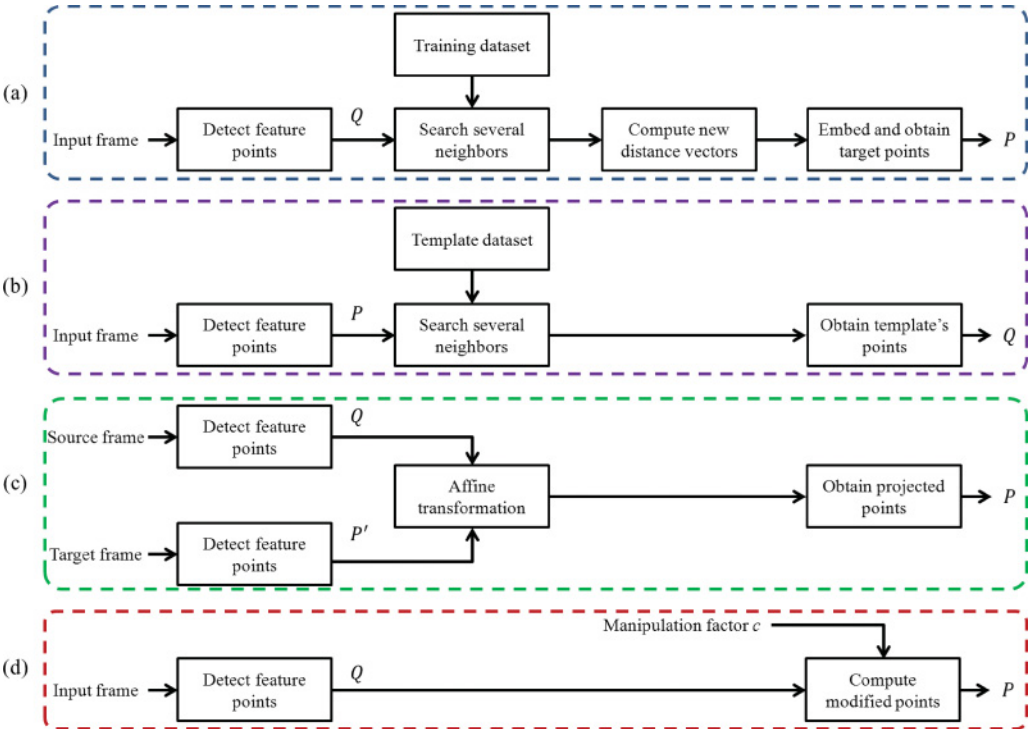 (a)
Training dataset
Input frame
Detect feature
points
Q
Search several
neighbors
Compute new
distance vectors
Embed and obtain
target points
P
(b)
Template dataset
Input frame
Detect feature
points
P
Search several
neighbors
Obtain template's
points
Q
(c)
Source frame
Detect feature
points
Q
Affine
transformation
Obtain projected
points
P
Target frame
Detect feature
points
P′
(d)
Manipulation factor c
Input frame
Detect feature
points
Q
Compute
modified points
P